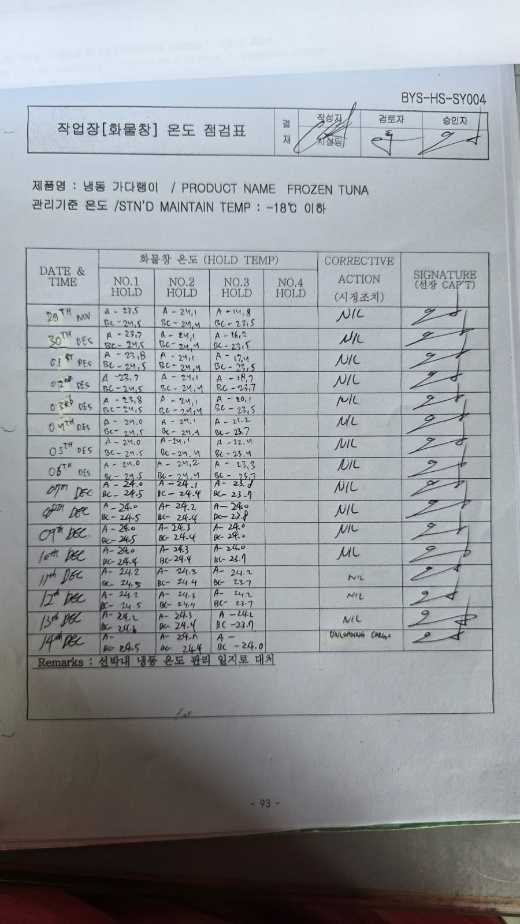 BYS-HS-SY004
작업장[화물창] 온도 점검표
결재 작성자 검토자 승인자
제품명 : 냉동 가다랭이 / PRODUCT NAME FROZEN TUNA
관리기준 온도 /STN'D MAINTAIN TEMP : -18℃ 이하
DATE & TIME 화물창 온도 (HOLD TEMP) CORRECTIVE ACTION (시정조치) SIGNATURE (선장 CAP'T)
NO.1 HOLD NO.2 HOLD NO.3 HOLD NO.4 HOLD
29TH NOV A - 23,5 A - 24,1 A - 14,8 NIL
BC - 24,5 BC - 24,4 BC - 23,5
30TH DES A - 23,7 A - 24,1 A - 16,2 NIL
BC - 24,5 BC - 24,4 BC - 23,5
01ST DES A - 23,8 A - 24,1 A - 17,4 NIL
BC - 24,5 BC - 24,4 BC - 23,5
02ND DES A - 23,7 A - 24,1 A - 18,7 NIL
BC - 24,5 BC - 24,4 BC - 23,7
03RD DES A - 23,8 A - 24,1 A - 20,1 NIL
BC - 24,5 BC - 24,4 BC - 23,5
04TH DES A - 24.0 A - 24,1 A - 21.2 NIL
BC - 24,5 BC - 24,4 BC - 23.7
05TH DES A - 24.0 A - 24,1 A - 22.4 NIL
BC - 24,5 BC - 24.4 BC - 23.4
06TH DES A - 24.0 A - 24,2 A - 23,3 NIL
BC - 24.5 BC - 24.4 BC - 23.7
07TH DEC A - 24.0 A - 24.1 A - 23.8 NIL
BC - 24.5 BC - 24.4 BC - 23.7
08TH DEC A - 24.0 A - 24.2 A - 24.0 NIL
BC - 24.5 BC - 24.4 BC - 23.8
09TH DEC A - 24.0 A - 24.3 A - 24.0 NIL
BC - 24.5 BC - 24.4 BC - 23.9
10th DEC A - 24.0 A - 24.3 A - 24.0 NIL
BC - 24.4 BC - 24.4 BC - 23.7
11th DEC A - 24.2 A - 24.3 A - 24.2 NIL
BC 24.5 BC - 24.4 BC - 23.7
12th DEC A - 24.2 A - 24.3 A - 24.2 NIL
BC - 24.5 BC - 24.4 BC - 23.7
13th DEC A - 24.2 A - 24.3 A - 24.2 NIL
BC - 24.6 BC - 24.4 BC - 23.7
14th DEC A - A - A - UNLOADING CARGO
BC - 24.5 BC - 24.4 BC - 24.0
Remarks : 선박내 냉동 온도 관리 일지로 대치
- 93 -